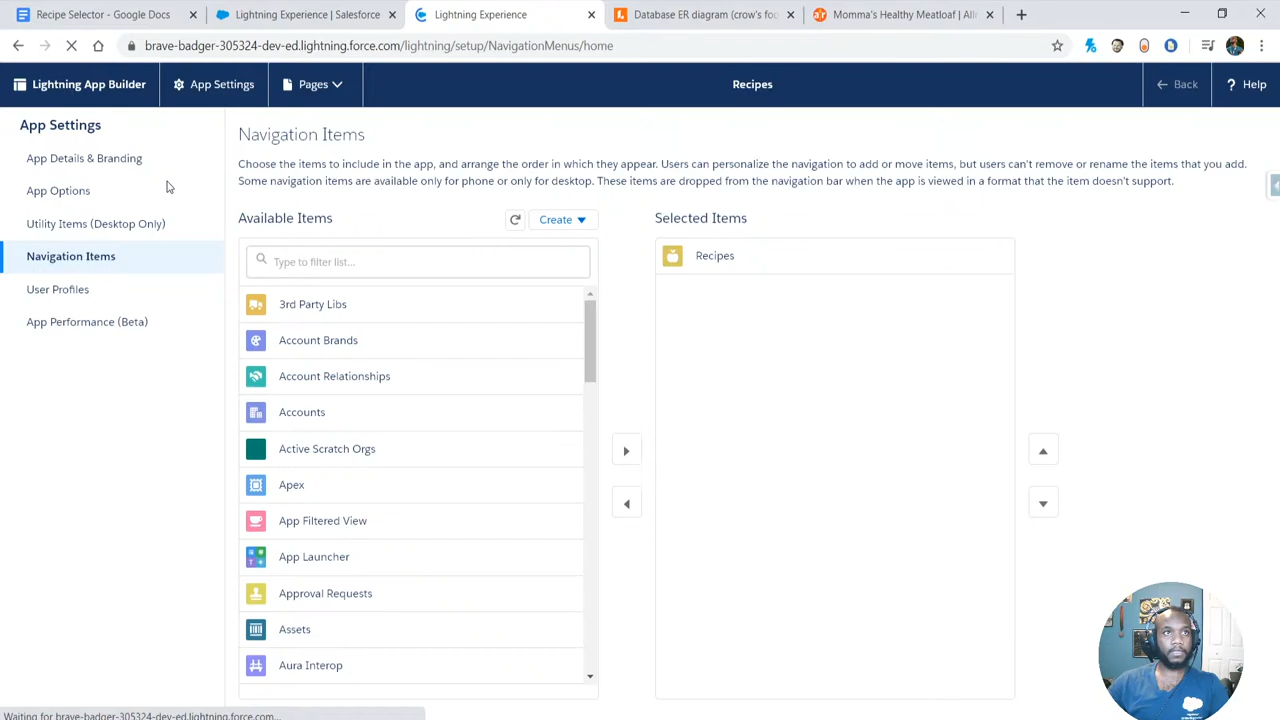 Recipe Selector - Google Docs
Lightning Experience | Salesforce
Lightning Experience
Database ER diagram (crow's foo
Momma's Healthy Meatloaf | Allr
brave-badger-305324-dev-ed.lightning.force.com/lightning/setup/NavigationMenus/home
Lightning App Builder
App Settings
Pages
Recipes
Back
? Help
App Settings
App Details & Branding
App Options
Utility Items (Desktop Only)
Navigation Items
User Profiles
App Performance (Beta)
Navigation Items
Choose the items to include in the app, and arrange the order in which they appear. Users can personalize the navigation to add or move items, but users can't remove or rename the items that you add.
Some navigation items are available only for phone or only for desktop. These items are dropped from the navigation bar when the app is viewed in a format that the item doesn't support.
Available Items
Create
Type to filter list...
3rd Party Libs
Account Brands
Account Relationships
Accounts
Active Scratch Orgs
Apex
App Filtered View
App Launcher
Approval Requests
Assets
Aura Interop
Selected Items
Recipes
Waiting for brave-badger-305324-dev-ed.lightning.force.com...